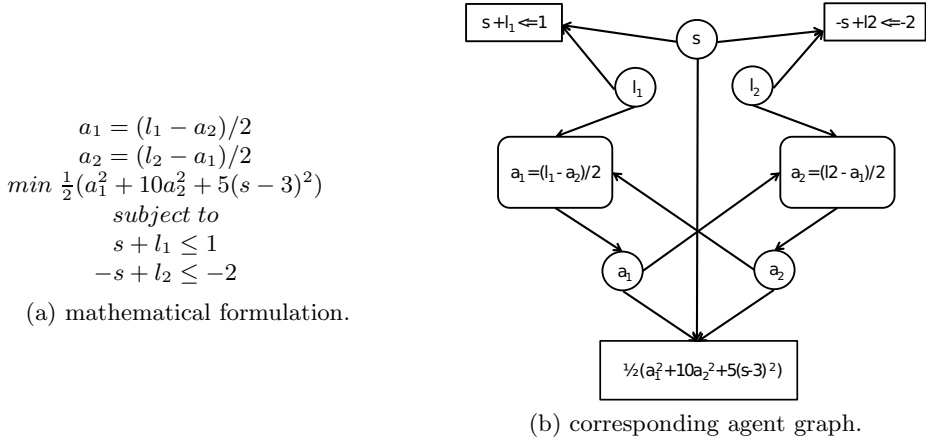 a₁ = (l₁ − a₂)/2
a₂ = (l₂ − a₁)/2
min ½(a₁² + 10a₂² + 5(s − 3)²)
subject to
s + l₁ ≤ 1
−s + l₂ ≤ −2
(a) mathematical formulation.
s+l₁<=1
s
-s+l2<=-2
l₁
l₂
a₁=(l₁-a₂)/2
a₂=(l2-a₁)/2
a₁
a₂
½(a₁²+10a₂²+5(s-3)²)
(b) corresponding agent graph.